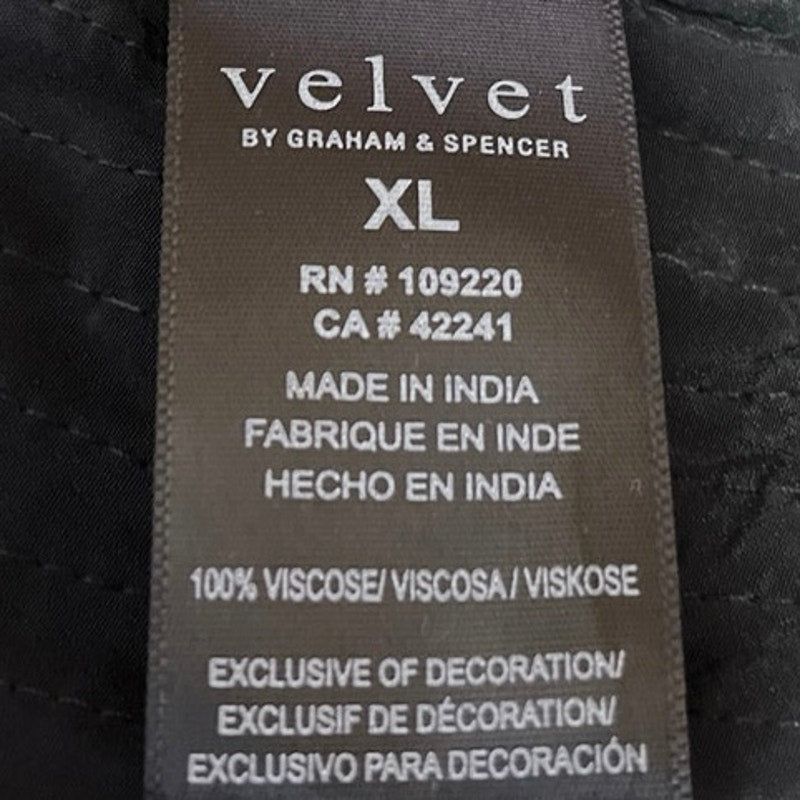 velvet
BY GRAHAM & SPENCER
XL
RN # 109220
CA # 42241
MADE IN INDIA
FABRIQUE EN INDE
HECHO EN INDIA
100% VISCOSE/ VISCOSA / VISKOSE
EXCLUSIVE OF DECORATION/
EXCLUSIF DE DÉCORATION/
EXCLUSIVO PARA DECORACIÓN